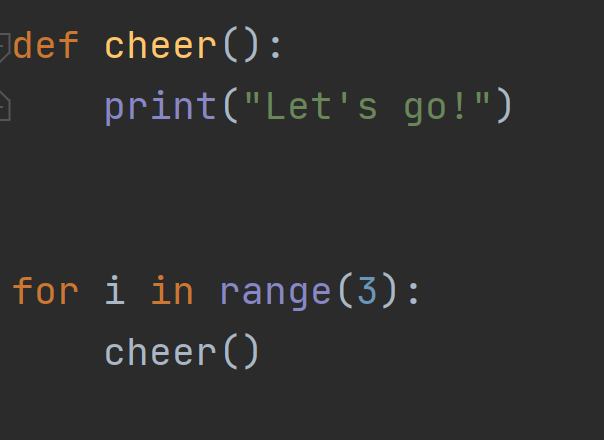 def cheer():
    print("Let's go!")
for i in range(3):
    cheer()